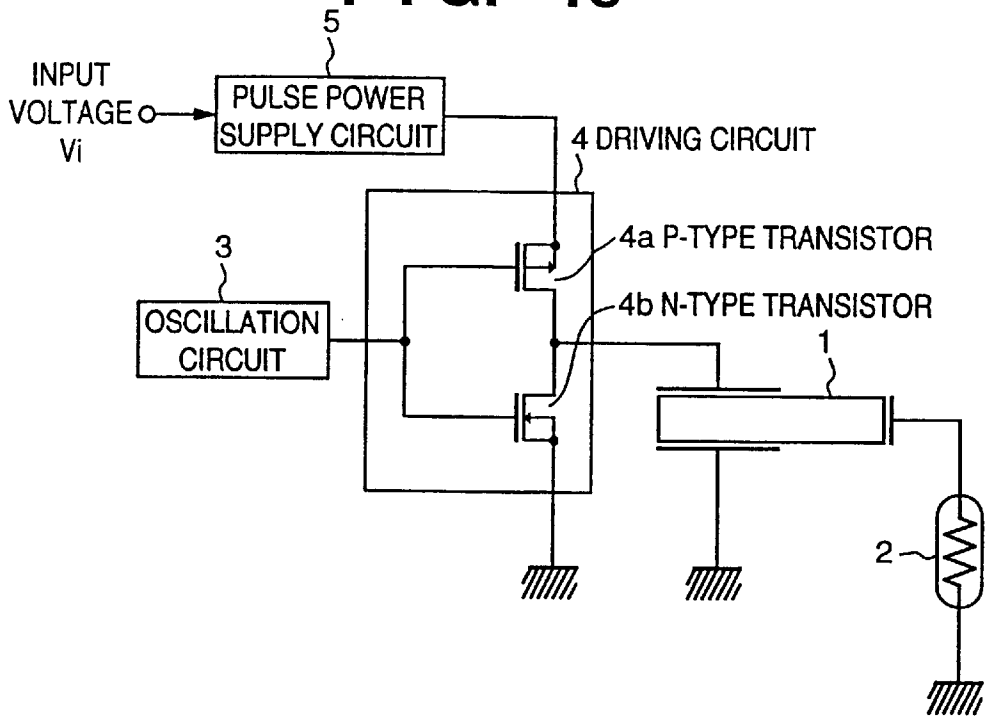 5
INPUT
VOLTAGE
Vi
PULSE POWER
SUPPLY CIRCUIT
4 DRIVING CIRCUIT
4a P-TYPE TRANSISTOR
3
4b N-TYPE TRANSISTOR
OSCILLATION
CIRCUIT
1
2